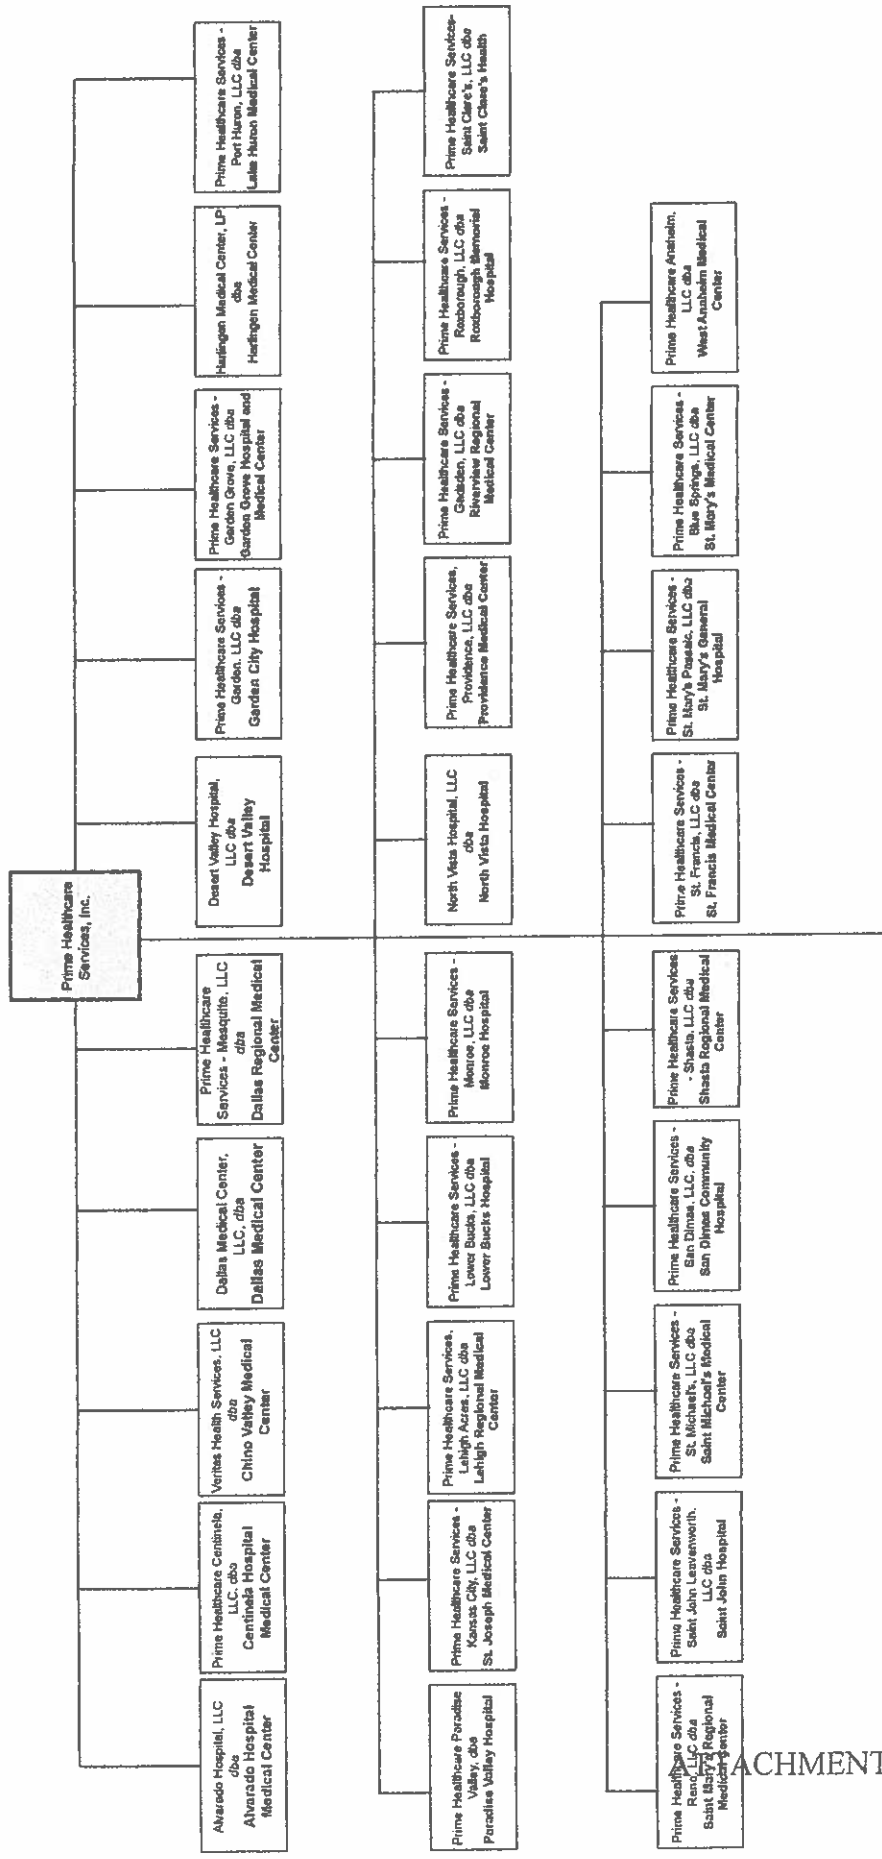 Prime Healthcare
Services, Inc.
Alvarado Hospital, LLC
dba
Alvarado Hospital
Medical Center
Prime Healthcare Centinela,
LLC, dba
Centinela Hospital
Medical Center
Veritas Health Services, LLC
dba
Chino Valley Medical
Center
Dallas Medical Center,
LLC, dba
Dallas Medical Center
Prime Healthcare
Services - Mesquite, LLC
dba
Dallas Regional Medical
Center
Desert Valley Hospital,
LLC dba
Desert Valley
Hospital
Prime Healthcare Services -
Garden, LLC dba
Garden City Hospital
Prime Healthcare Services -
Garden Grove, LLC dba
Garden Grove Hospital and
Medical Center
Harlingen Medical Center, LP
dba
Harlingen Medical Center
Prime Healthcare Services -
Port Huron, LLC dba
Lake Huron Medical Center
Prime Healthcare Paradise
Valley, dba
Paradise Valley Hospital
Prime Healthcare Services -
Kansas City, LLC dba
St. Joseph Medical Center
Prime Healthcare Services,
Lehigh Acres, LLC dba
Lehigh Regional Medical
Center
Prime Healthcare Services -
Lower Bucks, LLC dba
Lower Bucks Hospital
Prime Healthcare Services -
Monroe, LLC dba
Monroe Hospital
North Vista Hospital, LLC
dba
North Vista Hospital
Prime Healthcare Services,
Providence, LLC dba
Providence Medical Center
Prime Healthcare Services -
Gadsden, LLC dba
Riverview Regional
Medical Center
Prime Healthcare Services -
Roxborough, LLC dba
Roxborough Memorial
Hospital
Prime Healthcare Services-
Saint Clare's, LLC dba
Saint Clare's Health
Prime Healthcare Services -
Reno, LLC dba
Saint Mary's Regional
Medical Center
Prime Healthcare Services -
Saint John Leavenworth,
LLC dba
Saint John Hospital
Prime Healthcare Services -
St. Michael's, LLC dba
Saint Michael's Medical
Center
Prime Healthcare Services -
San Dimas, LLC, dba
San Dimas Community
Hospital
Prime Healthcare Services
- Shasta, LLC dba
Shasta Regional Medical
Center
Prime Healthcare Services -
St. Francis, LLC dba
St. Francis Medical Center
Prime Healthcare Services -
St. Mary's Passaic, LLC dba
St. Mary's General
Hospital
Prime Healthcare Services -
Blue Springs, LLC dba
St. Mary's Medical Center
Prime Healthcare Anaheim,
LLC dba
West Anaheim Medical
Center
ATTACHMENT